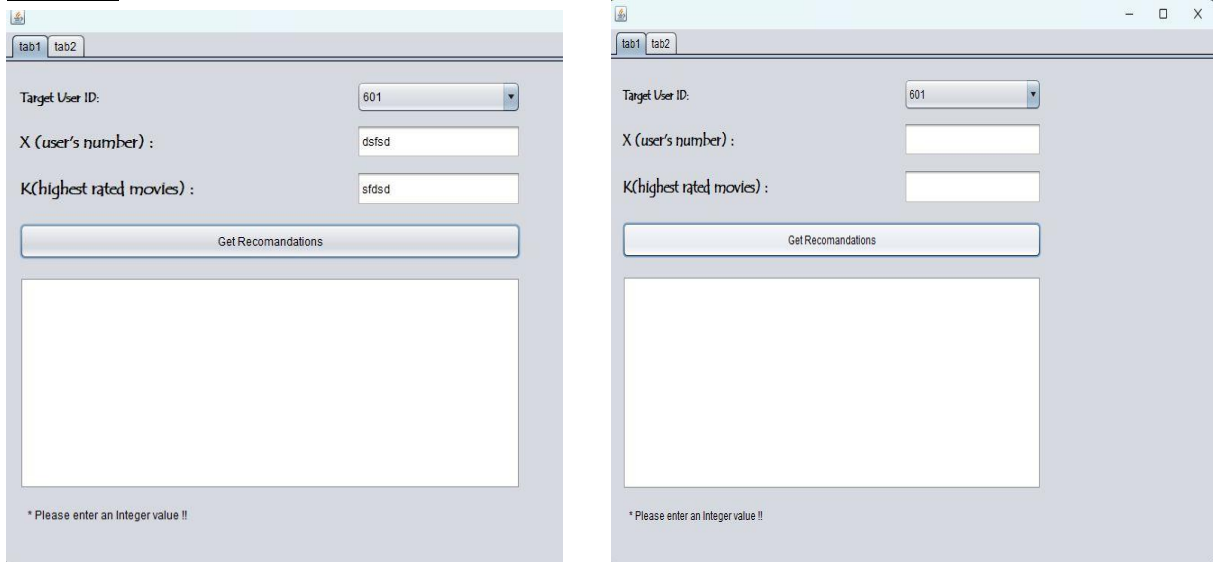 tab1 tab2
Target User ID:
601
X (user's number) :
dsfsd
K(highest rated movies) :
sfdsd
Get Recomandations
* Please enter an Integer value !!
tab1 tab2
Target User ID:
601
X (user's number) :
K(highest rated movies) :
Get Recomandations
* Please enter an Integer value !!